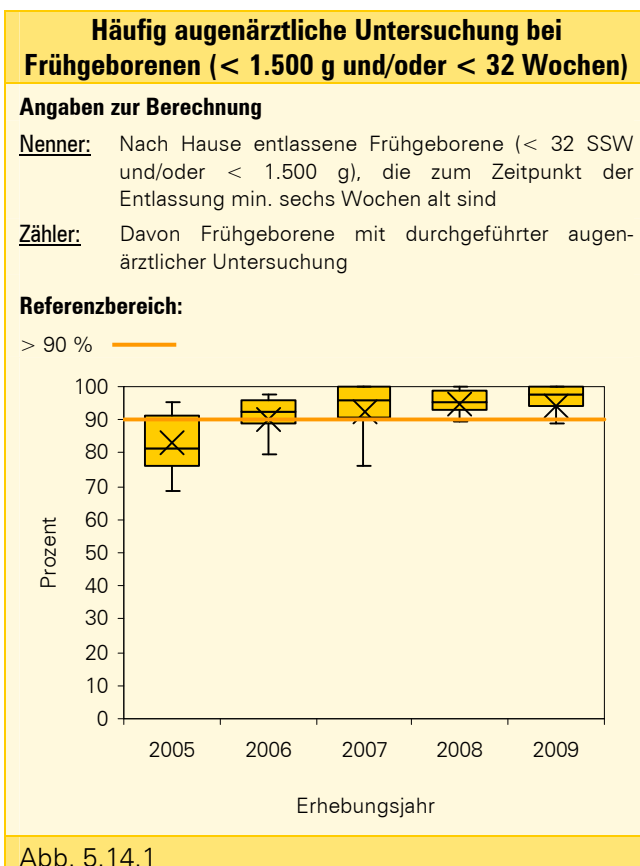 Häufig augenärztliche Untersuchung bei
Frühgeborenen (< 1.500 g und/oder < 32 Wochen)
Angaben zur Berechnung
Nenner: Nach Hause entlassene Frühgeborene (< 32 SSW
und/oder < 1.500 g), die zum Zeitpunkt der
Entlassung min. sechs Wochen alt sind
Zähler: Davon Frühgeborene mit durchgeführter augen-
ärztlicher Untersuchung
Referenzbereich:
> 90 %
100
90
80
70
60
50
40
30
20
10
0
Prozent
2005 2006 2007 2008 2009
Erhebungsjahr
Abb. 5.14.1